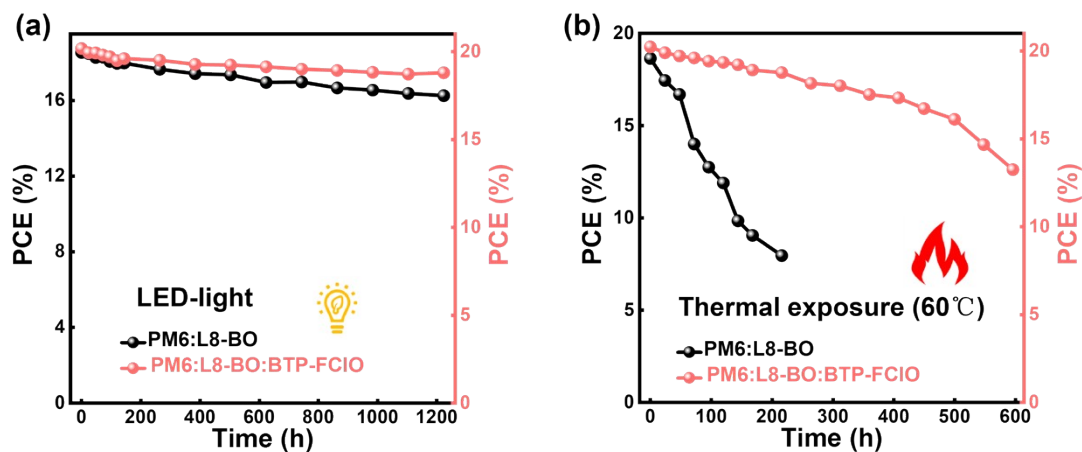 (a)
PCE (%)
16
12
8
4
0
20
15
10
5
0
PCE (%)
LED-light
PM6:L8-BO
PM6:L8-BO:BTP-FClO
0 200 400 600 800 1000 1200
Time (h)
(b)
PCE (%)
20
15
10
5
0
20
15
10
5
0
PCE (%)
Thermal exposure (60℃)
PM6:L8-BO
PM6:L8-BO:BTP-FClO
0 100 200 300 400 500 600
Time (h)